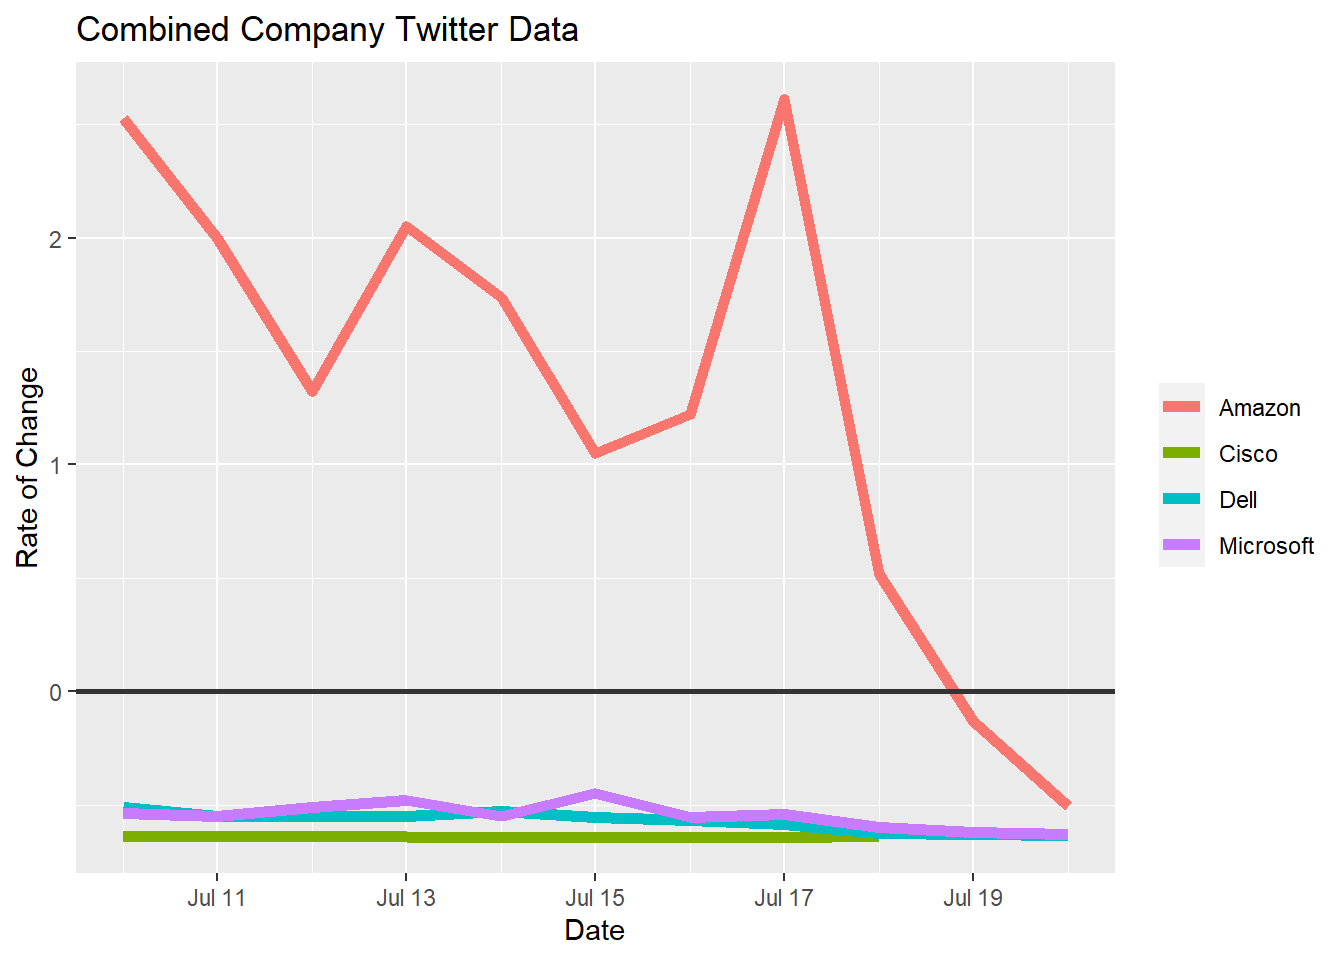 Combined Company Twitter Data
Rate of Change
2
1
0
Jul 11
Jul 13
Jul 15
Jul 17
Jul 19
Date
Amazon
Cisco
Dell
Microsoft